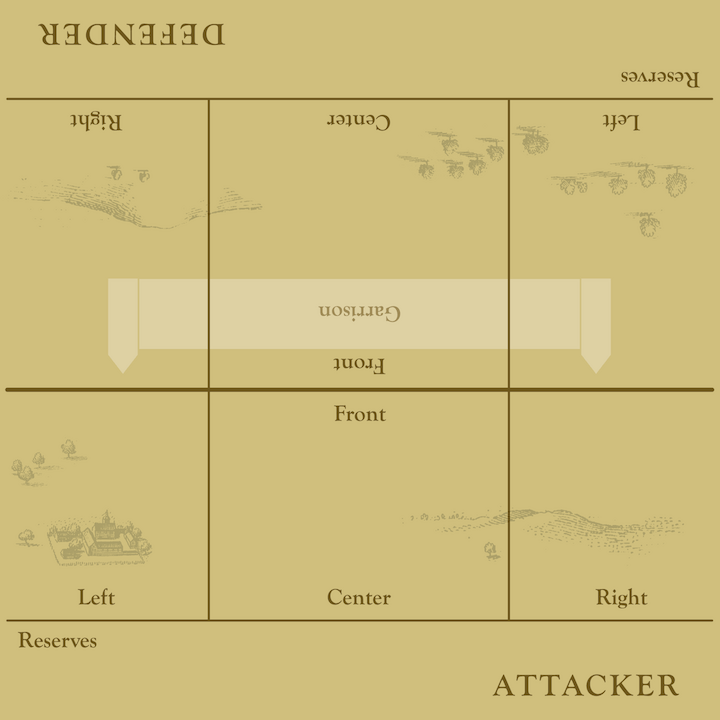 DEFENDER
Reserves
Right Center Left
Garrison
Front
Front
Left Center Right
Reserves
ATTACKER